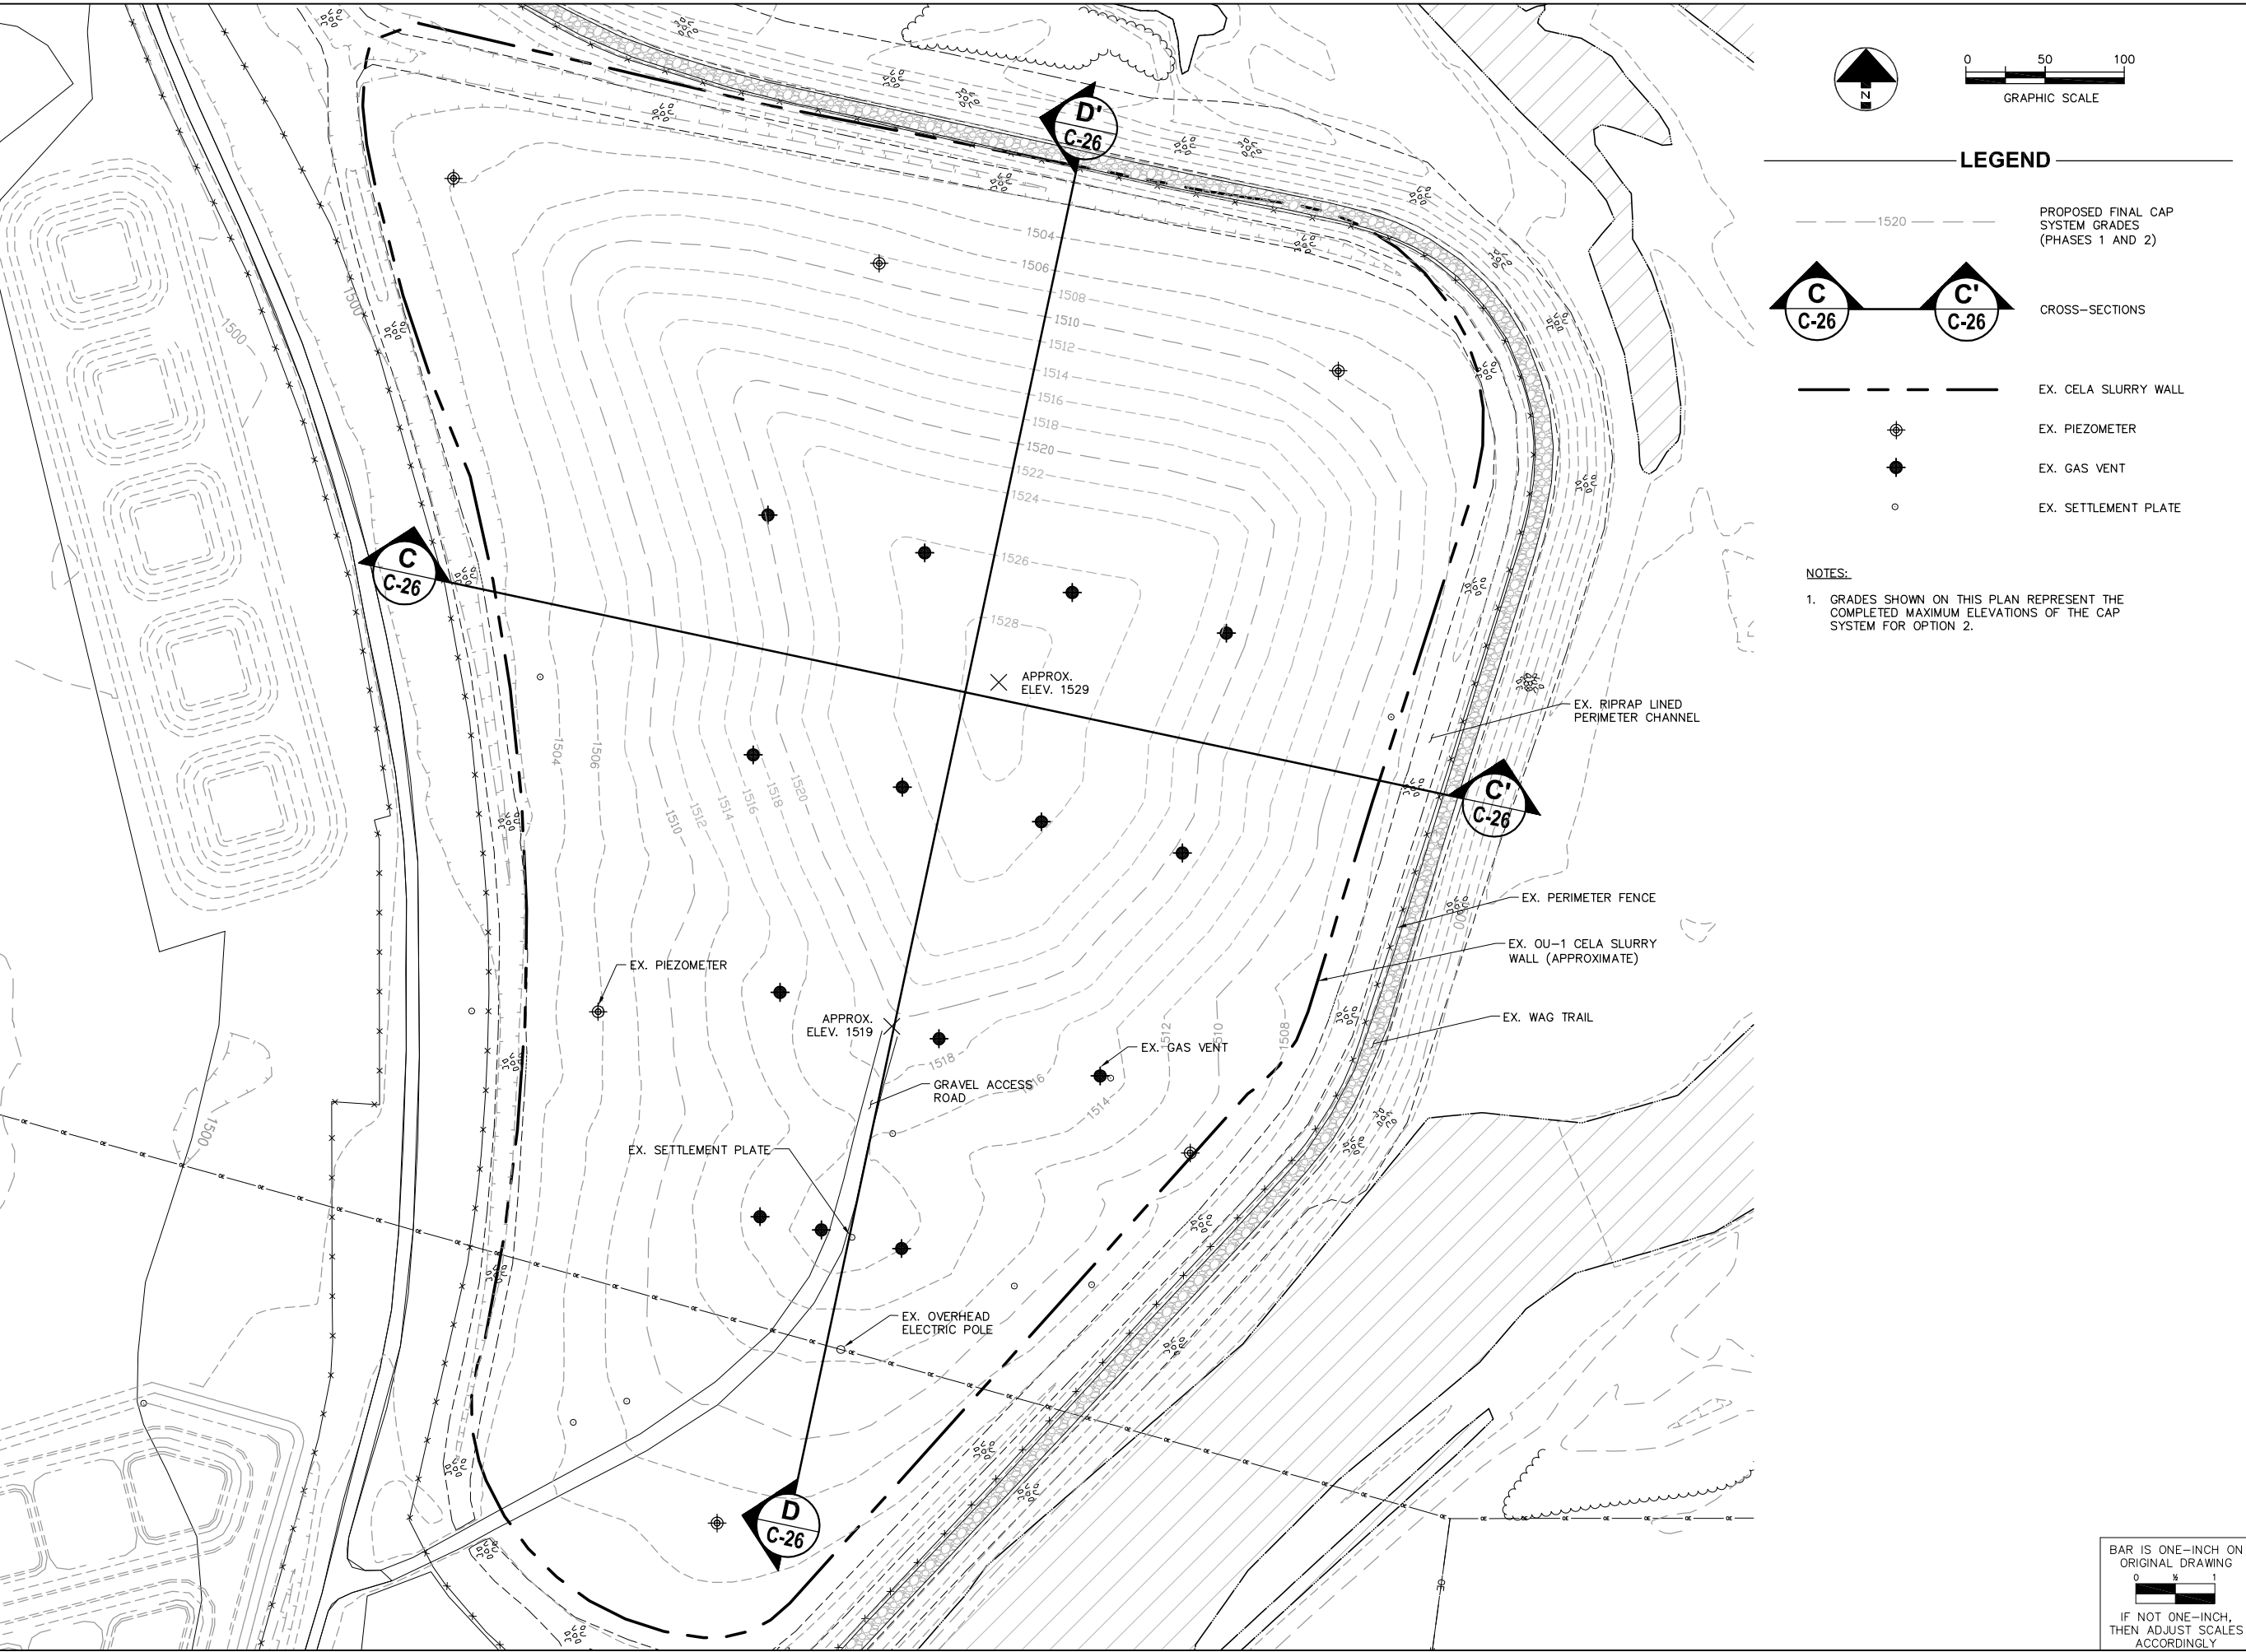 D'
C-26
C
C-26
C'
C-26
D
C-26
1504
1506
1508
1510
1512
1514
1516
1518
1520
1522
1524
1526
1528
1500
1500
1500
1504
1506
1510
1512
1514
1516
1518
1520
1518
1516
1514
1512
1510
1508
APPROX.
ELEV. 1529
APPROX.
ELEV. 1519
EX. RIPRAP LINED
PERIMETER CHANNEL
EX. PERIMETER FENCE
EX. OU-1 CELA SLURRY
WALL (APPROXIMATE)
EX. WAG TRAIL
EX. PIEZOMETER
EX. GAS VENT
GRAVEL ACCESS
ROAD
EX. SETTLEMENT PLATE
EX. OVERHEAD
ELECTRIC POLE
OE
N
0 50 100
GRAPHIC SCALE
LEGEND
1520
PROPOSED FINAL CAP
SYSTEM GRADES
(PHASES 1 AND 2)
C
C-26
C'
C-26
CROSS-SECTIONS
EX. CELA SLURRY WALL
EX. PIEZOMETER
EX. GAS VENT
EX. SETTLEMENT PLATE
NOTES:
1. GRADES SHOWN ON THIS PLAN REPRESENT THE
COMPLETED MAXIMUM ELEVATIONS OF THE CAP
SYSTEM FOR OPTION 2.
BAR IS ONE-INCH ON
ORIGINAL DRAWING
0 ½ 1
IF NOT ONE-INCH,
THEN ADJUST SCALES
ACCORDINGLY